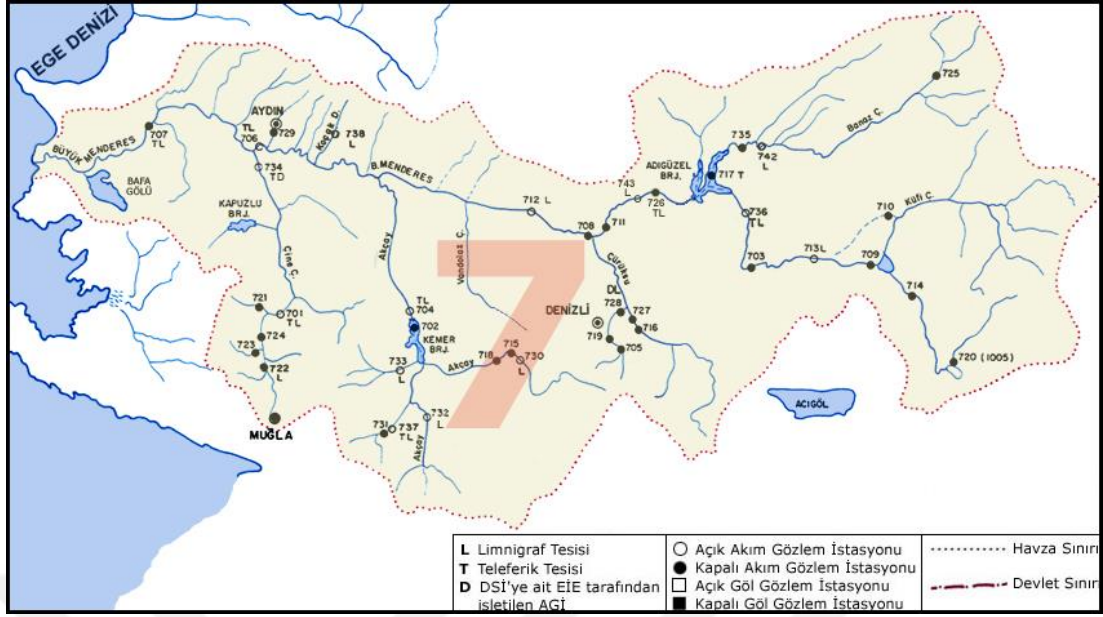 EGE DENİZİ
725
AYDIN
Koçak D.
738
L
729
TL
706
707
TL
734
TD
BÜYÜK MENDERES
BAFA
GÖLÜ
KAPUZLU
BRJ.
B.MENDERES
Banaz Ç.
735
742
L
ADIGÜZEL
BRJ.
717 T
743
L
726
TL
736
TL
712 L
711
708
710
Küfi Ç.
703
713L
709
714
720 (1005)
Çine Ç.
Akçay
Vandalaz Ç.
7
Çürüksu
DL
728
727
716
DENİZLİ
719
705
721
701
TL
724
723
722
L
MUĞLA
TL
704
702
KEMER
BRJ.
733
L
Akçay
718
715
730
L
732
L
731
737
TL
Akçay
ACIGÖL
L Limnigraf Tesisi
T Teleferik Tesisi
D DSİ'ye ait EİE tarafından
işletilen AGİ
Açık Akım Gözlem İstasyonu
Kapalı Akım Gözlem İstasyonu
Açık Göl Gözlem İstasyonu
Kapalı Göl Gözlem İstasyonu
Havza Sınırı
Devlet Sınırı